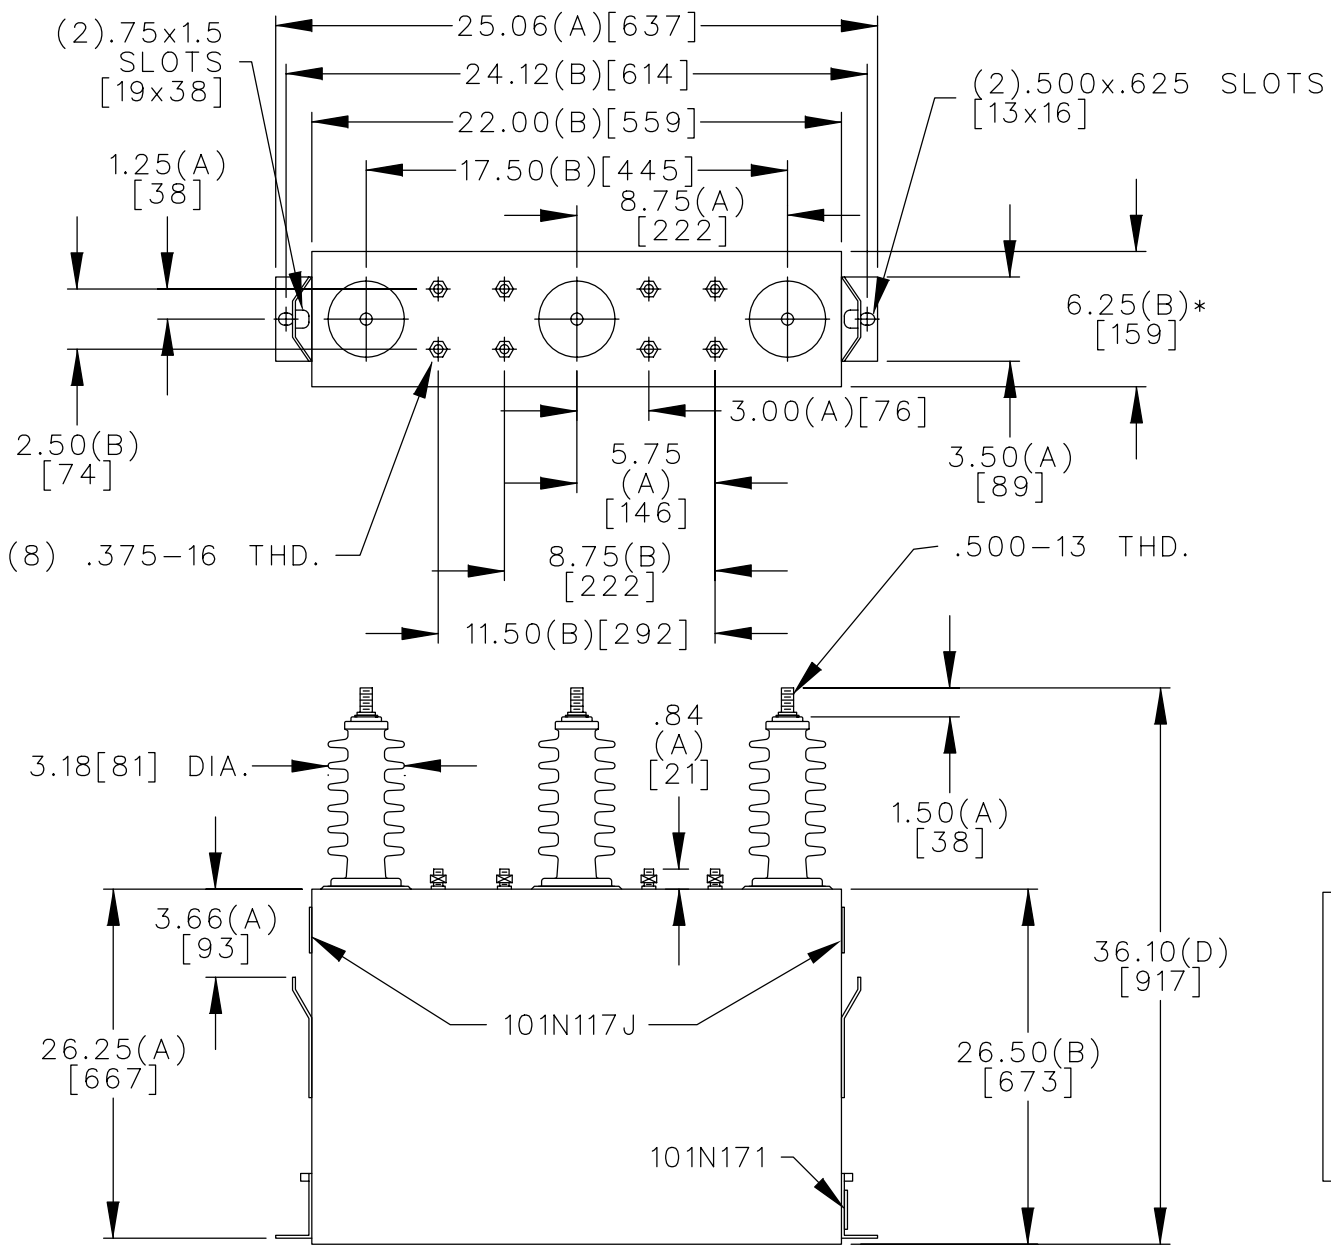 (2).75x1.5
SLOTS
[19x38]
25.06(A)[637]
24.12(B)[614]
22.00(B)[559]
17.50(B)[445]
8.75(A)
[222]
(2).500x.625 SLOTS
[13x16]
1.25(A)
[38]
6.25(B)*
[159]
2.50(B)
[74]
3.00(A)[76]
3.50(A)
[89]
5.75
(A)
[146]
(8) .375-16 THD.
8.75(B)
[222]
.500-13 THD.
11.50(B)[292]
3.18[81] DIA.
.84
(A)
[21]
1.50(A)
[38]
3.66(A)
[93]
36.10(D)
[917]
101N117J
26.25(A)
[667]
26.50(B)
[673]
101N171